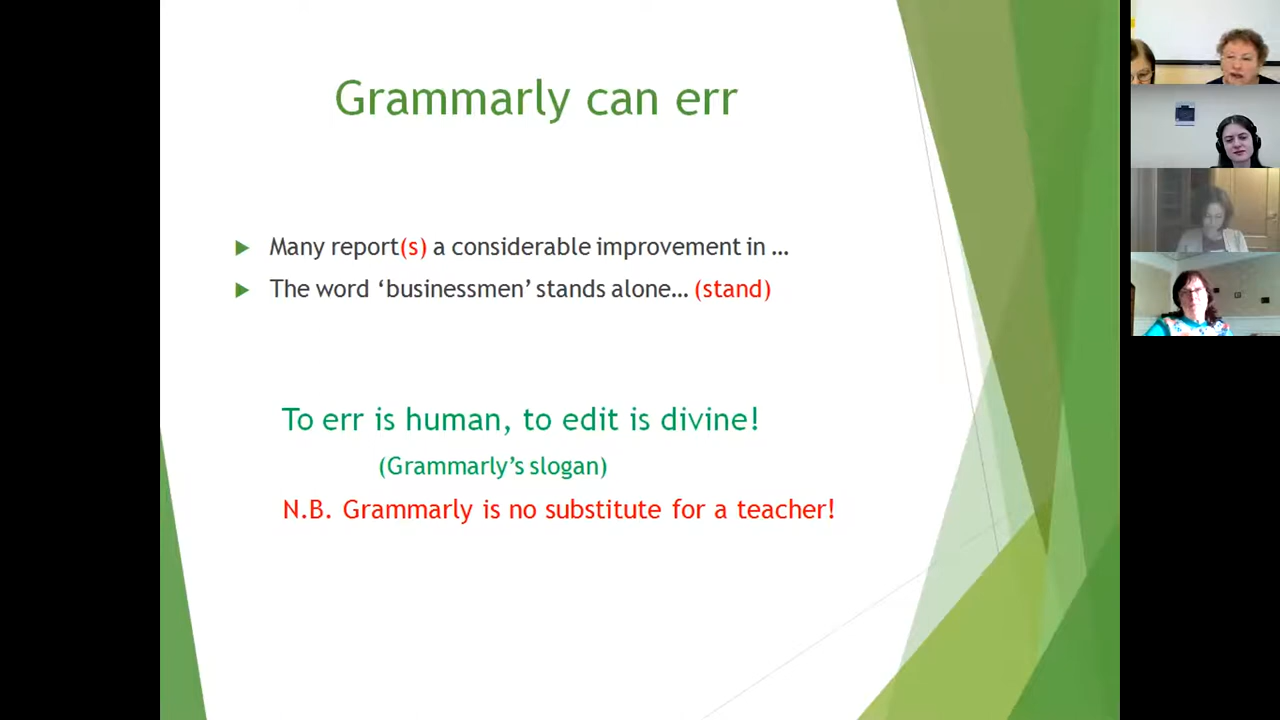 Grammarly can err
Many report(s) a considerable improvement in …
The word ‘businessmen’ stands alone… (stand)
To err is human, to edit is divine!
(Grammarly’s slogan)
N.B. Grammarly is no substitute for a teacher!